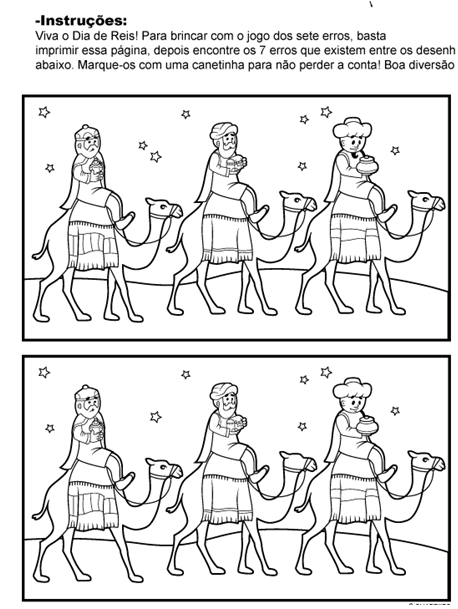 -Instruções:
Viva o Dia de Reis! Para brincar com o jogo dos sete erros, basta
imprimir essa página, depois encontre os 7 erros que existem entre os desenh
abaixo. Marque-os com uma canetinha para não perder a conta! Boa diversão